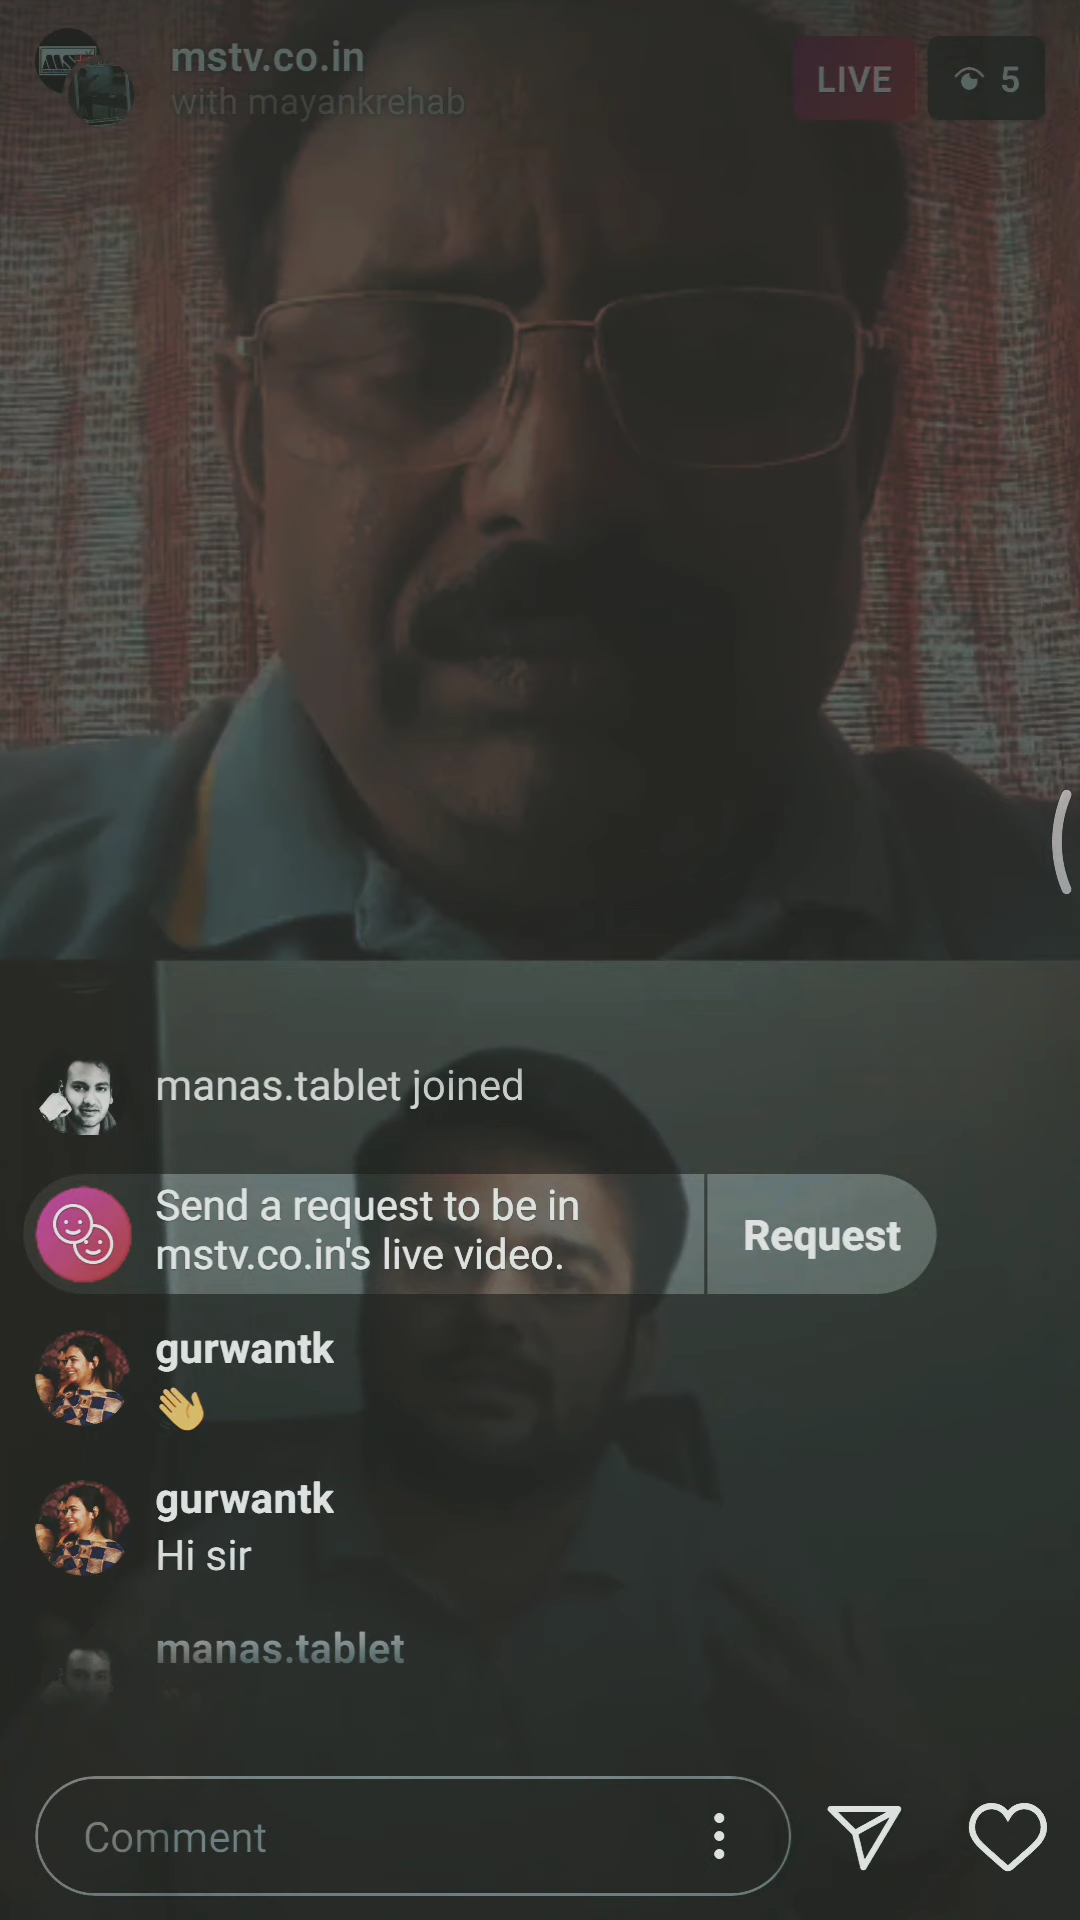 mstv.co.in
with mayankrehab
LIVE
5
manas.tablet joined
Send a request to be in
mstv.co.in's live video.
Request
gurwantk
👋
gurwantk
Hi sir
manas.tablet
Comment